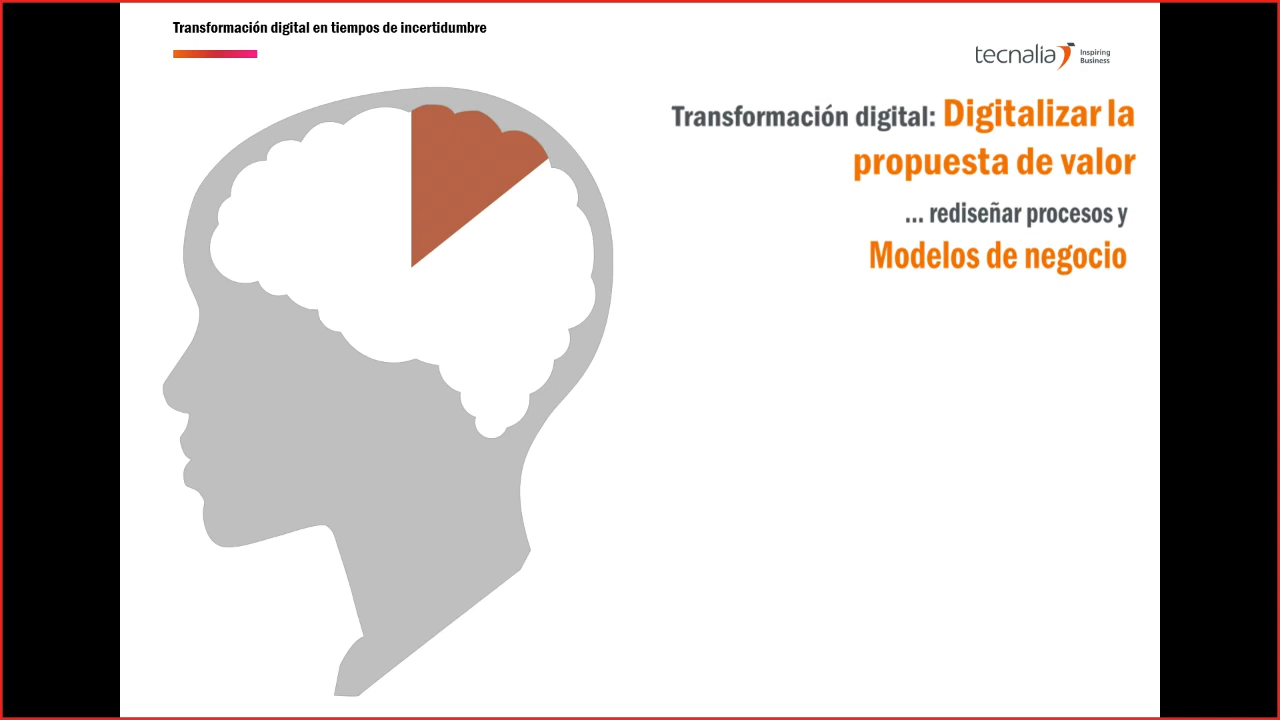 Transformación digital en tiempos de incertidumbre
tecnalia Inspiring
Business
Transformación digital: Digitalizar la
propuesta de valor
... rediseñar procesos y
Modelos de negocio